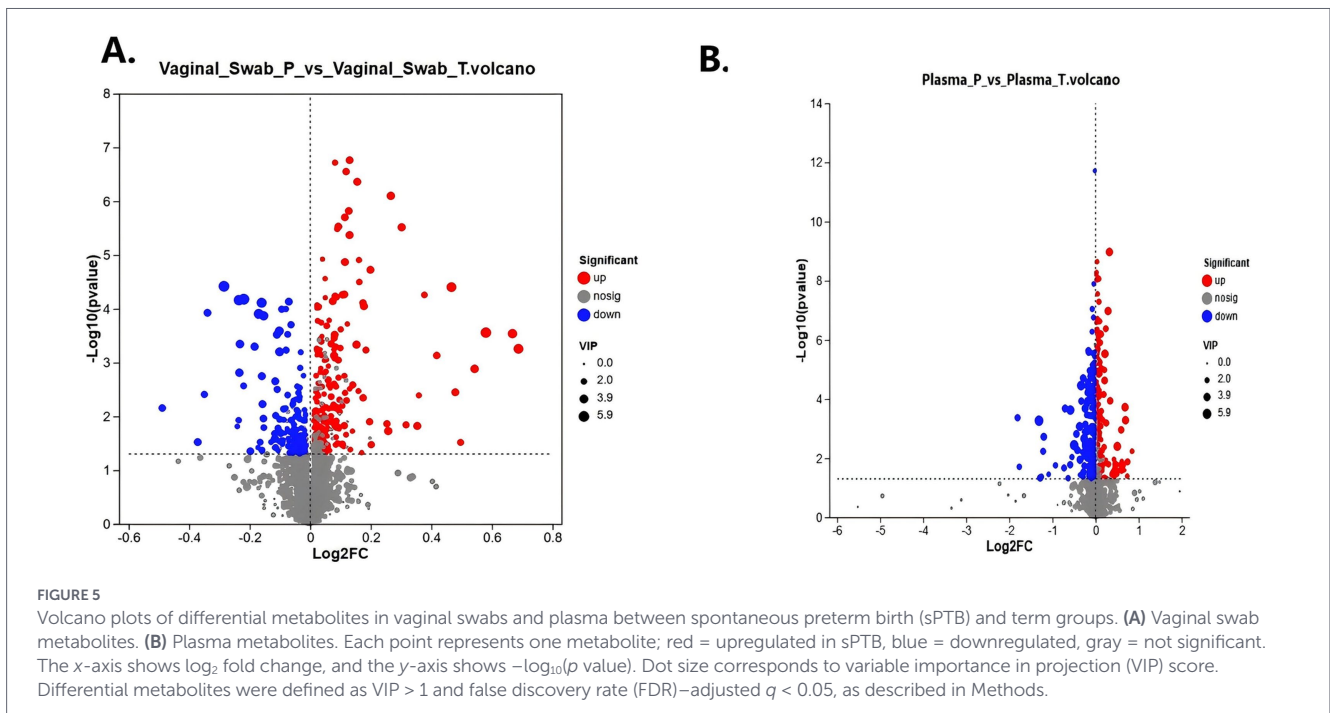 A.
Vaginal_Swab_P_vs_Vaginal_Swab_T.volcano
8
7
6
5
4
3
2
1
0
-Log10(pvalue)
-0.6 -0.4 -0.2 0 0.2 0.4 0.6 0.8
Log2FC
Significant
up
nosig
down
VIP
0.0
2.0
3.9
5.9
B.
Plasma_P_vs_Plasma_T.volcano
14
12
10
8
6
4
2
0
-Log10(pvalue)
-6 -5 -4 -3 -2 -1 0 1 2
Log2FC
Significant
up
nosig
down
VIP
0.0
2.0
3.9
5.9
FIGURE 5
Volcano plots of differential metabolites in vaginal swabs and plasma between spontaneous preterm birth (sPTB) and term groups. (A) Vaginal swab
metabolites. (B) Plasma metabolites. Each point represents one metabolite; red = upregulated in sPTB, blue = downregulated, gray = not significant.
The x-axis shows log₂ fold change, and the y-axis shows −log₁₀(p value). Dot size corresponds to variable importance in projection (VIP) score.
Differential metabolites were defined as VIP > 1 and false discovery rate (FDR)–adjusted q < 0.05, as described in Methods.